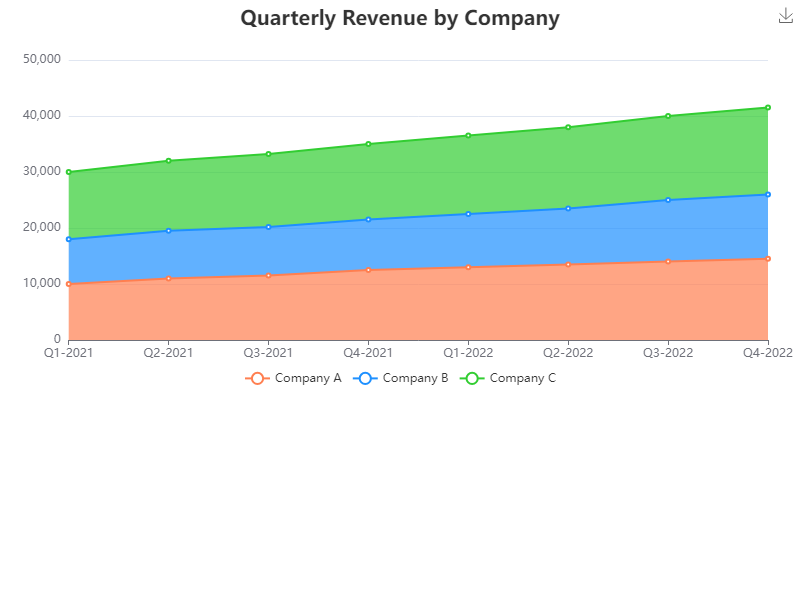 Quarterly Revenue by Company
50,000
40,000
30,000
20,000
10,000
0
Q1-2021 Q2-2021 Q3-2021 Q4-2021 Q1-2022 Q2-2022 Q3-2022 Q4-2022
Company A Company B Company C